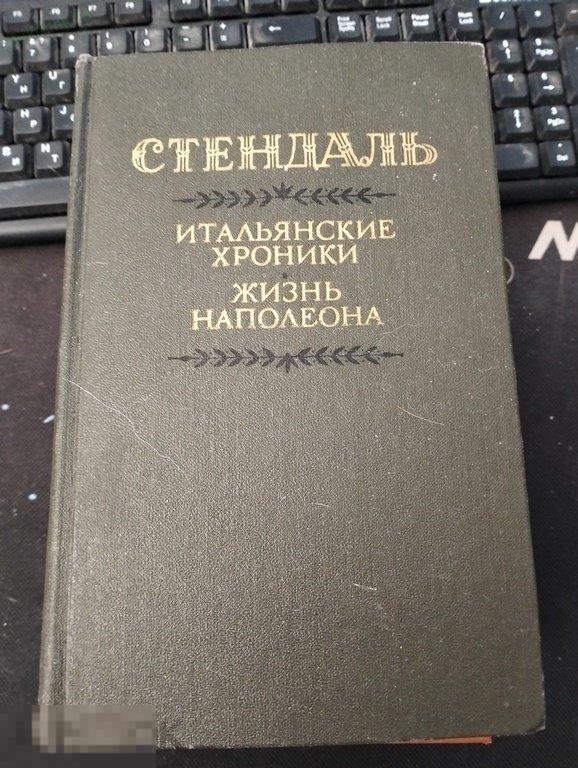 СТЕНДАЛЬ
ИТАЛЬЯНСКИЕ
ХРОНИКИ
ЖИЗНЬ
НАПОЛЕОНА